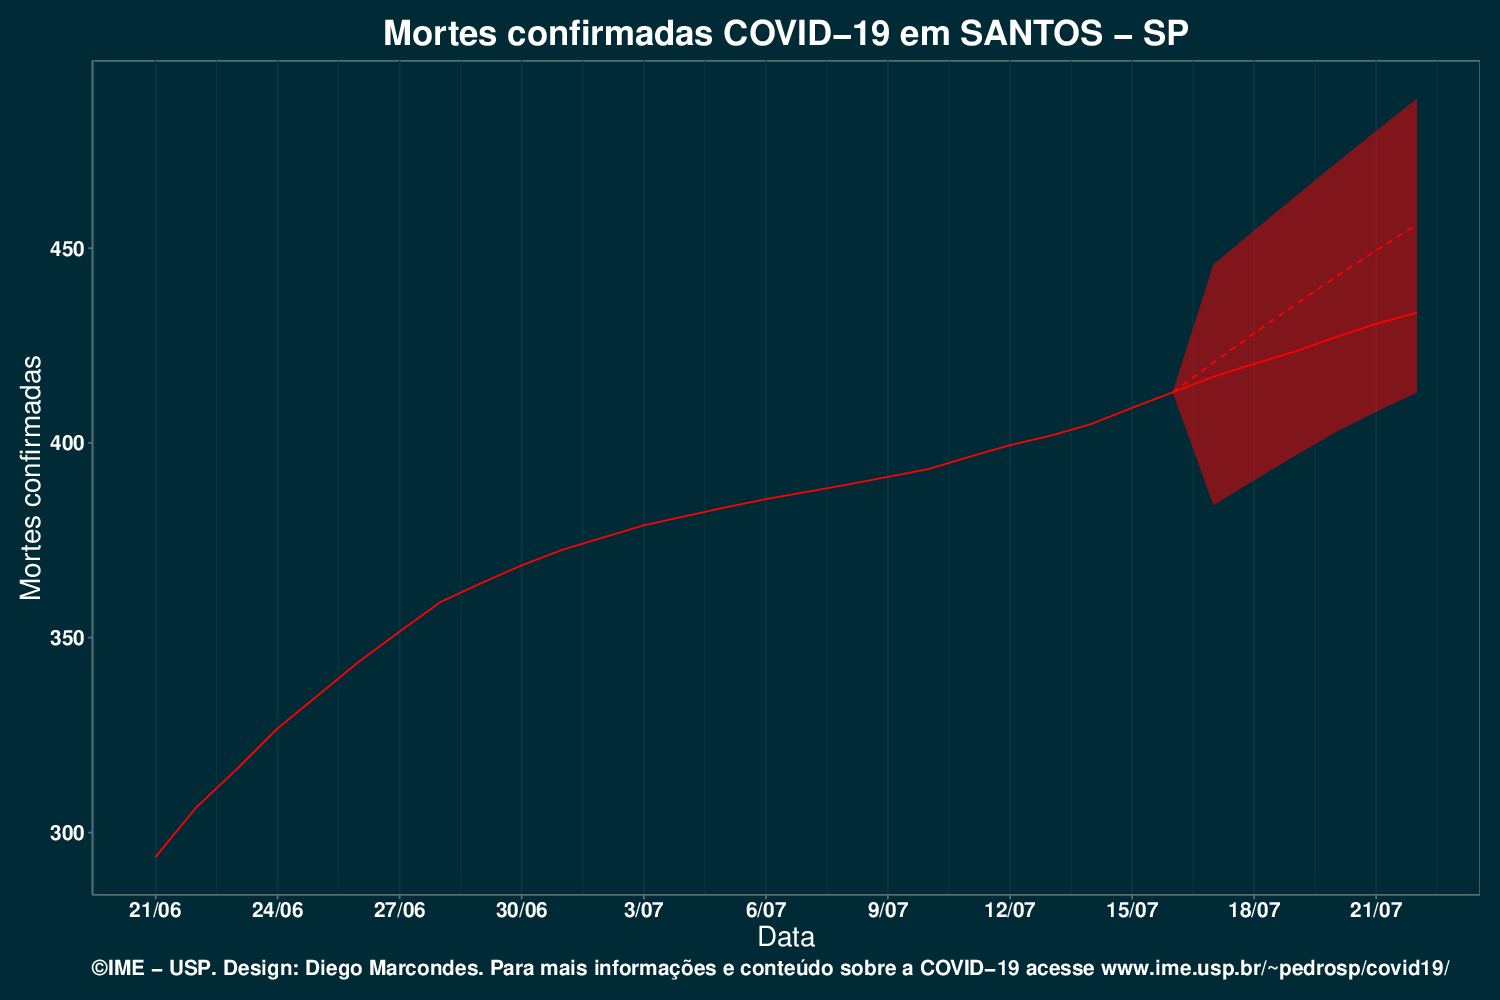 Mortes confirmadas COVID−19 em SANTOS − SP
Mortes confirmadas
450
400
350
300
21/06 24/06 27/06 30/06 3/07 6/07 9/07 12/07 15/07 18/07 21/07
Data
©IME − USP. Design: Diego Marcondes. Para mais informações e conteúdo sobre a COVID−19 acesse www.ime.usp.br/~pedrosp/covid19/